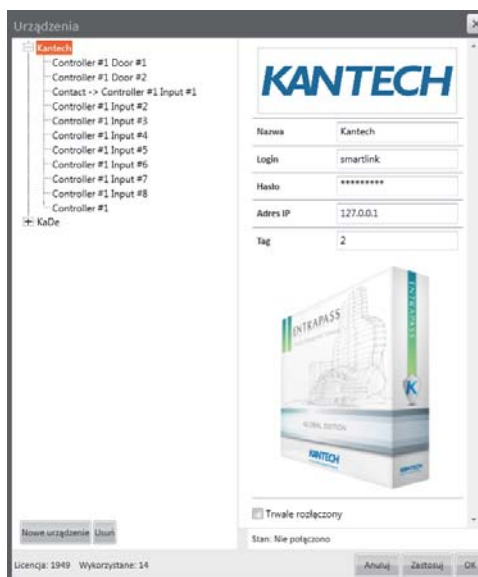 Urządzenia
Kantech
Controller #1 Door #1
Controller #1 Door #2
Contact -> Controller #1 Input #1
Controller #1 Input #2
Controller #1 Input #3
Controller #1 Input #4
Controller #1 Input #5
Controller #1 Input #6
Controller #1 Input #7
Controller #1 Input #8
Controller #1
KaDe
Nowe urządzenie
Usuń
KANTECH
Nazwa Kantech
Login smartlink
Hasło *********
Adres IP 127.0.0.1
Tag 2
ENTRAPASS
ENTRAPASS
K
GLOBAL EDITION
KANTECH
KANTECH
Trwale rozłączony
Stan: Nie połączono
Licencja: 1949 Wykorzystane: 14
Anuluj
Zastosuj
OK